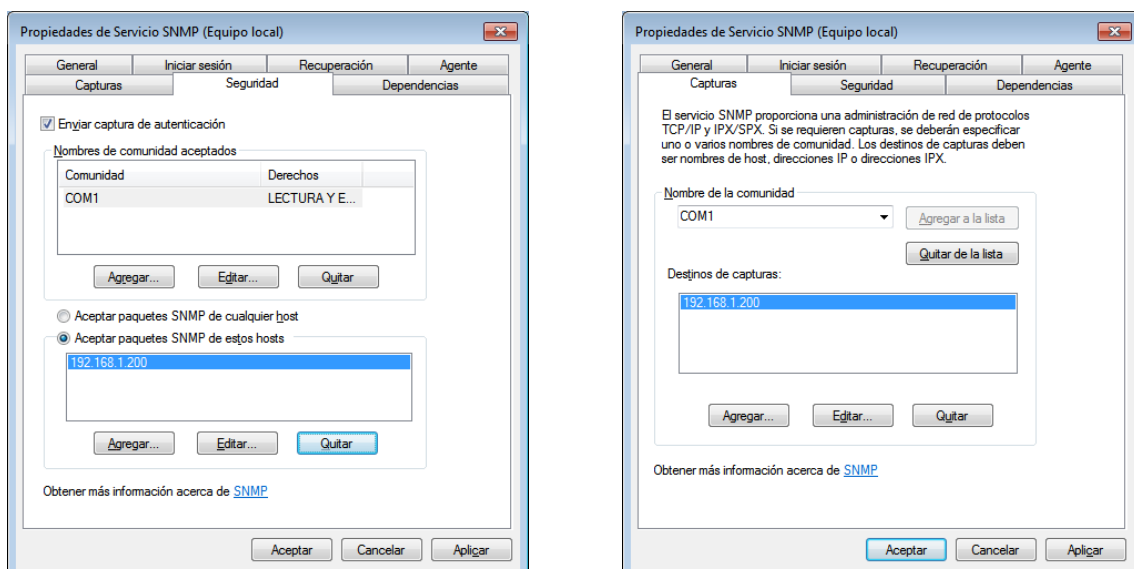 Propiedades de Servicio SNMP (Equipo local)
General Iniciar sesión Recuperación Agente
Capturas Seguridad Dependencias
Enviar captura de autenticación
Nombres de comunidad aceptados
Comunidad Derechos
COM1 LECTURA Y E...
Agregar... Editar... Quitar
Aceptar paquetes SNMP de cualquier host
Aceptar paquetes SNMP de estos hosts
192.168.1.200
Agregar... Editar... Quitar
Obtener más información acerca de SNMP
Aceptar Cancelar Aplicar
Propiedades de Servicio SNMP (Equipo local)
General Iniciar sesión Recuperación Agente
Capturas Seguridad Dependencias
El servicio SNMP proporciona una administración de red de protocolos
TCP/IP y IPX/SPX. Si se requieren capturas, se deberán especificar
uno o varios nombres de comunidad. Los destinos de capturas deben
ser nombres de host, direcciones IP o direcciones IPX.
Nombre de la comunidad
COM1 Agregar a la lista
Quitar de la lista
Destinos de capturas:
192.168.1.200
Agregar... Editar... Quitar
Obtener más información acerca de SNMP
Aceptar Cancelar Aplicar